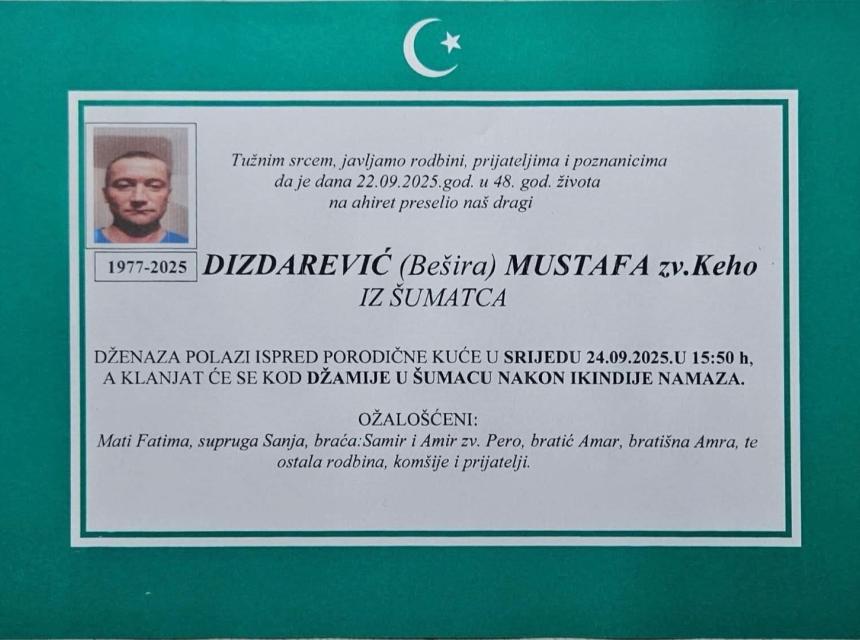 Tužnim srcem, javljamo rodbini, prijateljima i poznanicima
da je dana 22.09.2025.god. u 48. god. života
na ahiret preselio naš dragi
1977-2025
DIZDAREVIĆ (Bešira) MUSTAFA zv.Keho
IZ ŠUMATCA
DŽENAZA POLAZI ISPRED PORODIČNE KUĆE U SRIJEDU 24.09.2025.U 15:50 h,
A KLANJAT ĆE SE KOD DŽAMIJE U ŠUMACU NAKON IKINDIJE NAMAZA.
OŽALOŠĆENI:
Mati Fatima, supruga Sanja, braća:Samir i Amir zv. Pero, bratić Amar, bratišna Amra, te
ostala rodbina, komšije i prijatelji.